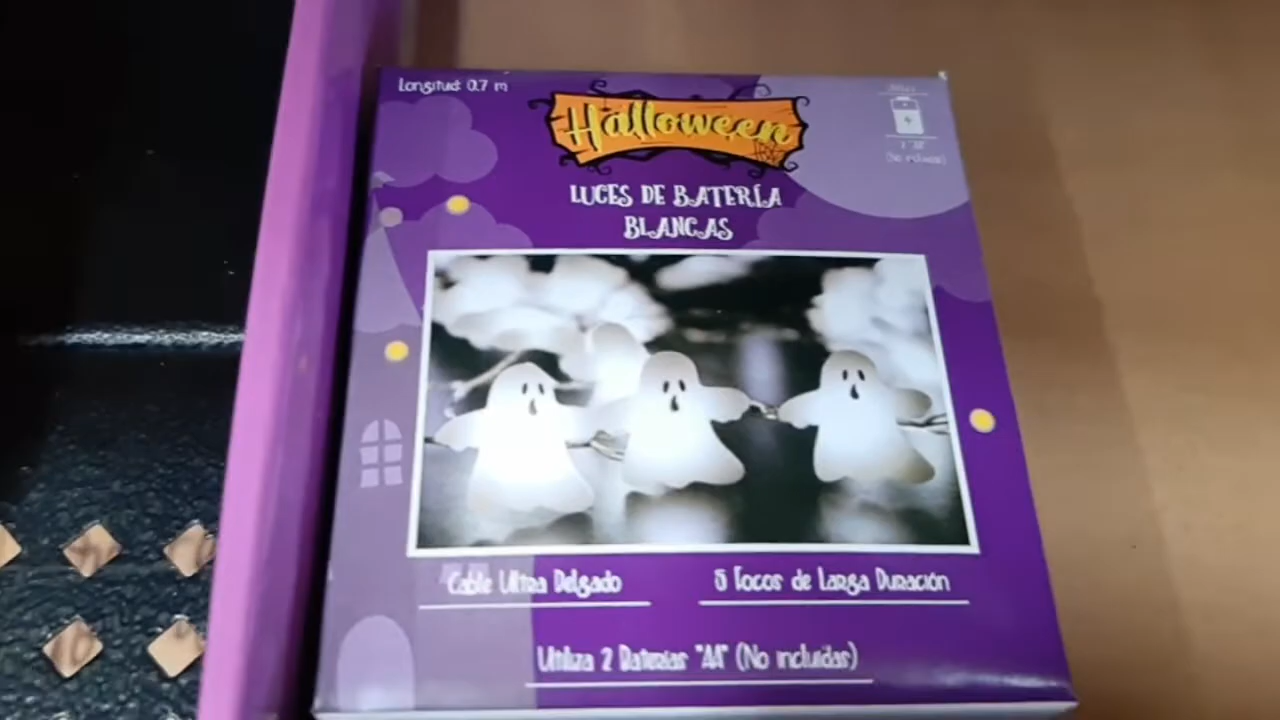 Longitud: 0.7 m
Halloween
LUCES DE BATERÍA
BLANCAS
Cable Ultra Delgado
5 Focos de Larga Duración
Utiliza 2 Baterías "AA" (No incluidas)